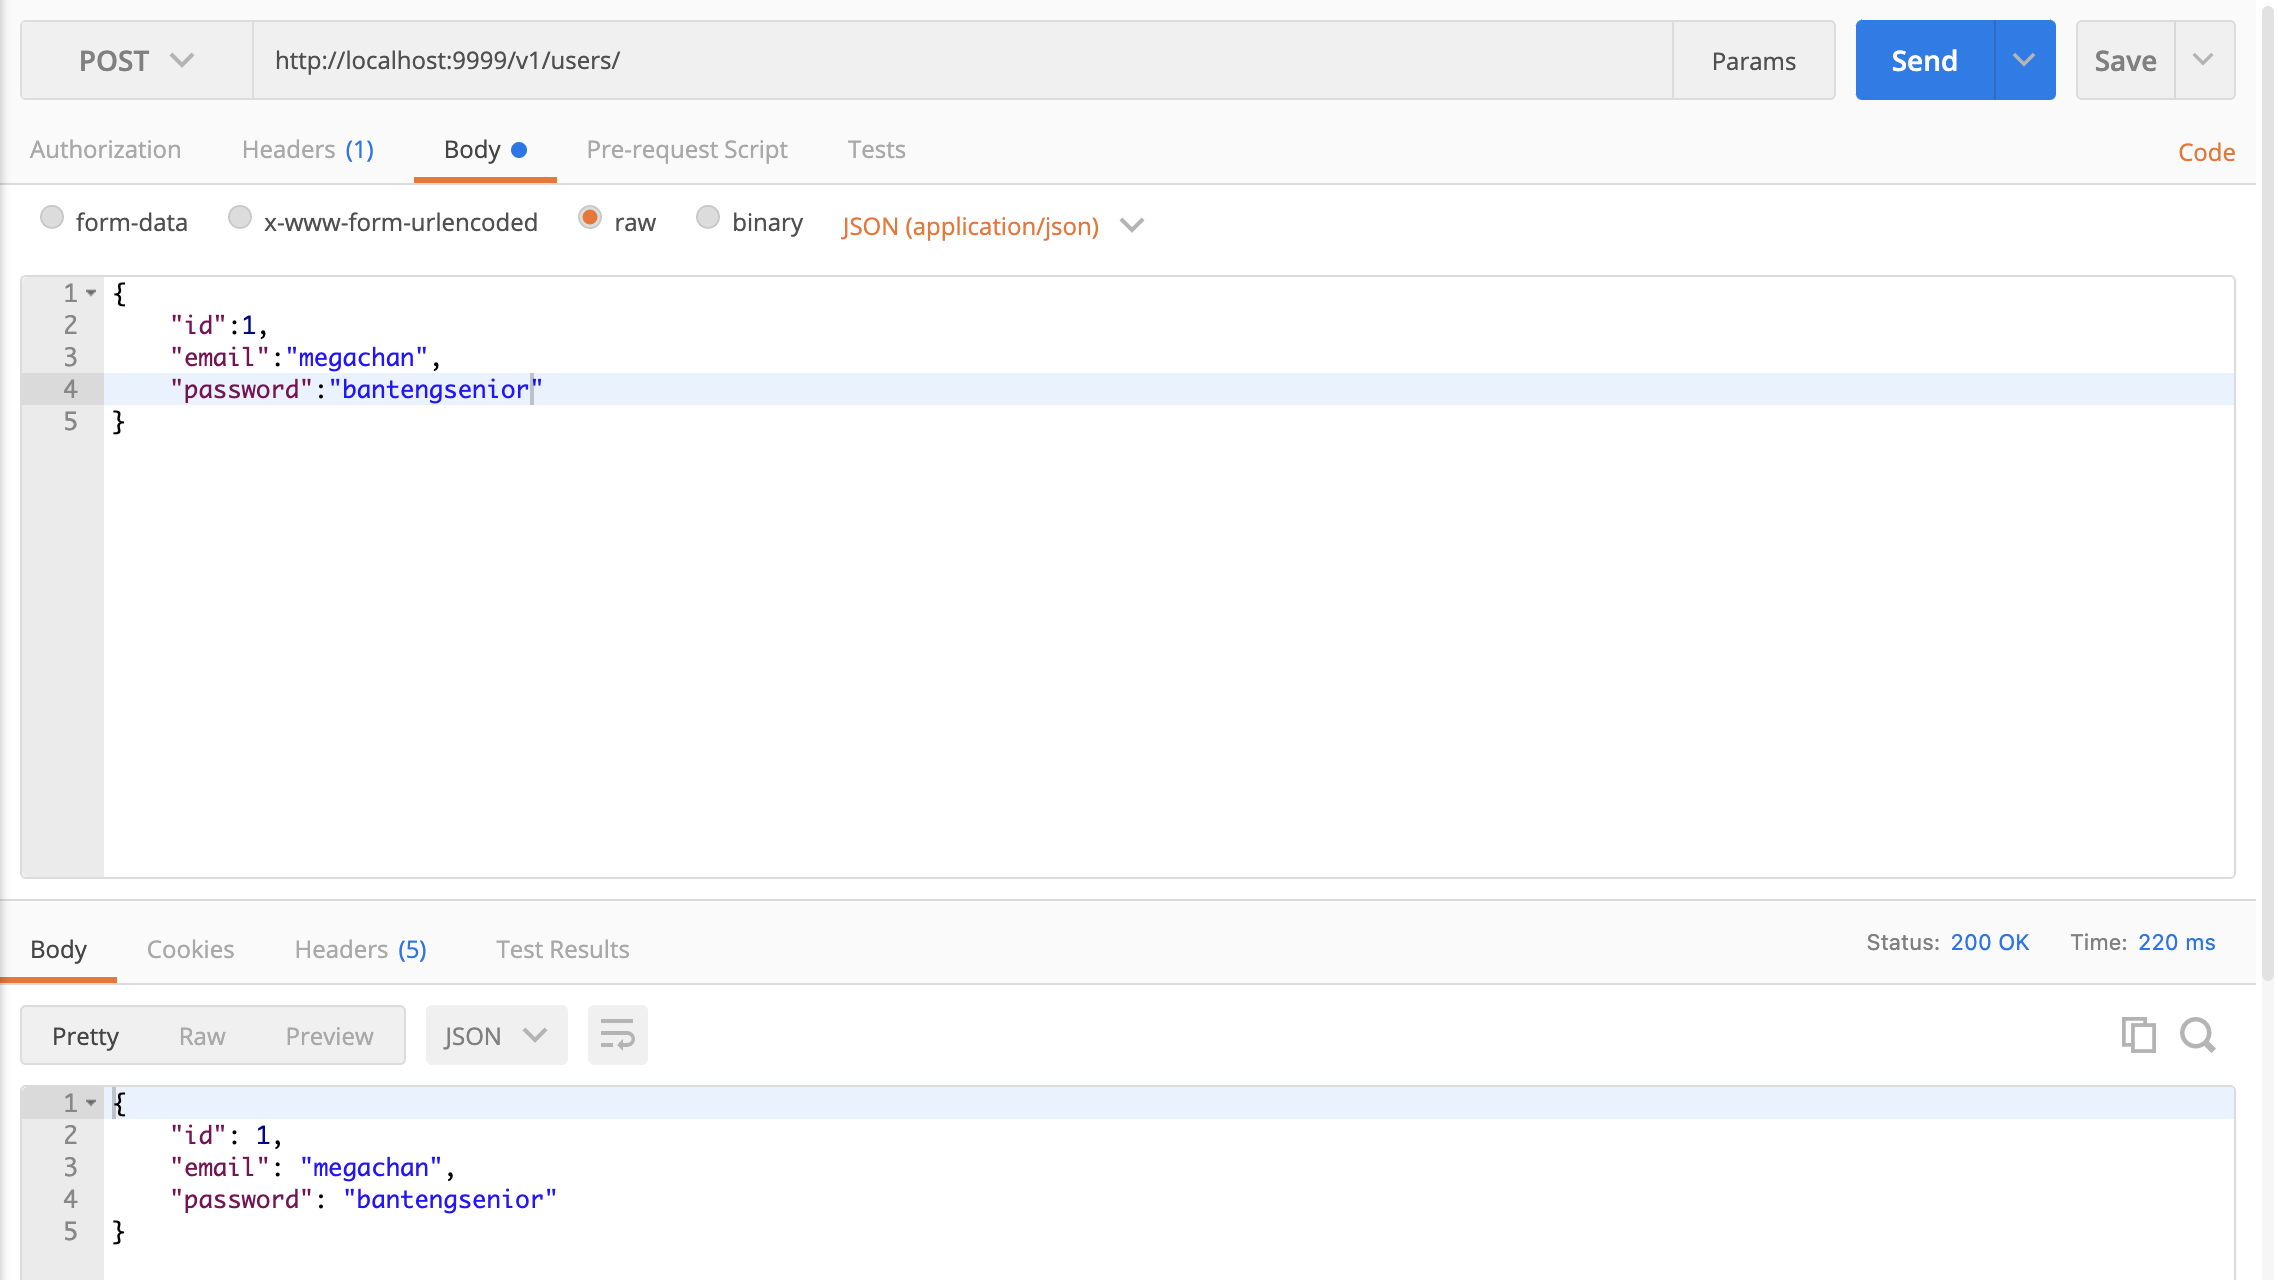 POST http://localhost:9999/v1/users/ Params Send Save
Authorization Headers (1) Body Pre-request Script Tests Code
form-data x-www-form-urlencoded raw binary JSON (application/json)
1 {
2 "id":1,
3 "email":"megachan",
4 "password":"bantengsenior"
5 }
Body Cookies Headers (5) Test Results Status: 200 OK Time: 220 ms
Pretty Raw Preview JSON
1 {
2 "id": 1,
3 "email": "megachan",
4 "password": "bantengsenior"
5 }